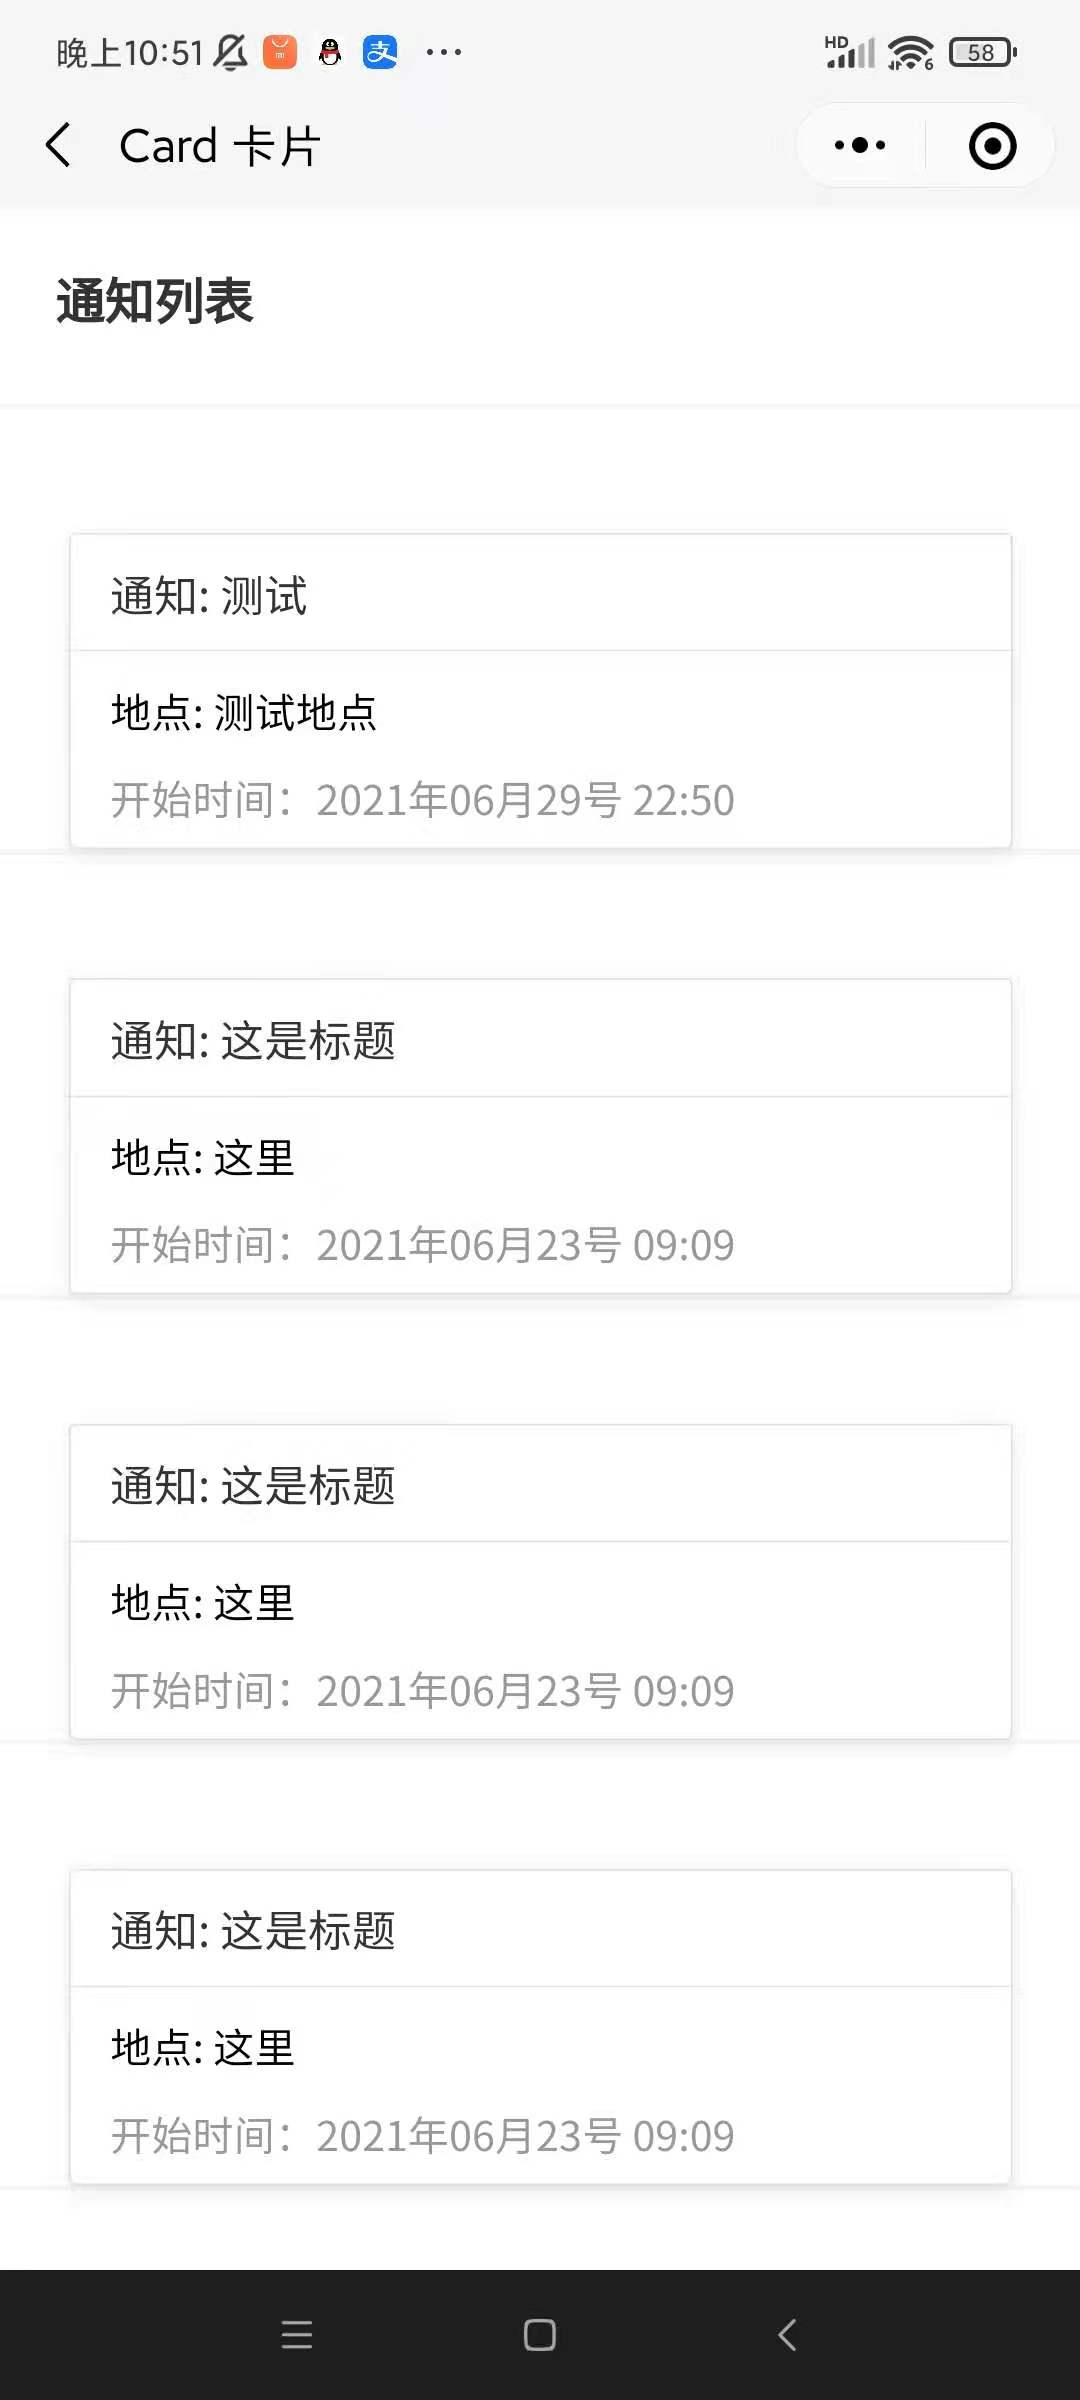 晚上10:51
HD
6
58
Card 卡片
通知列表
通知: 测试
地点: 测试地点
开始时间：2021年06月29号 22:50
通知: 这是标题
地点: 这里
开始时间：2021年06月23号 09:09
通知: 这是标题
地点: 这里
开始时间：2021年06月23号 09:09
通知: 这是标题
地点: 这里
开始时间：2021年06月23号 09:09